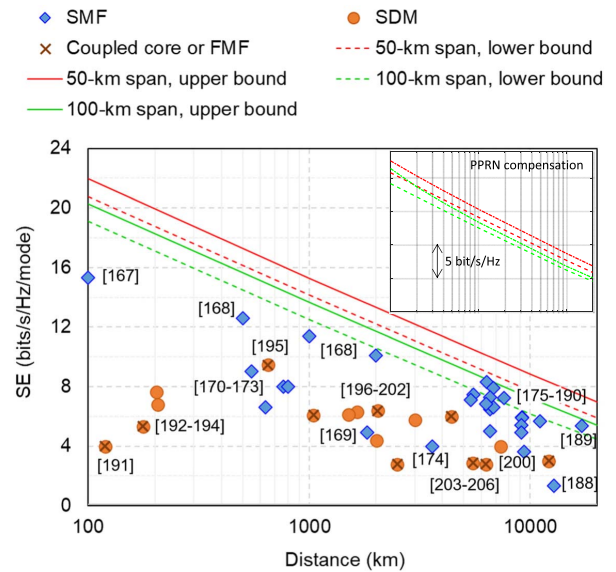 SMF
SDM
Coupled core or FMF
50-km span, lower bound
50-km span, upper bound
100-km span, lower bound
100-km span, upper bound
24
20
16
12
8
4
0
SE (bits/s/Hz/mode)
PPRN compensation
5 bit/s/Hz
[167]
[168]
[195]
[168]
[170-173]
[196-202]
[175-190]
[192-194]
[169]
[189]
[191]
[174]
[200]
[203-206]
[188]
100
1000
10000
Distance (km)